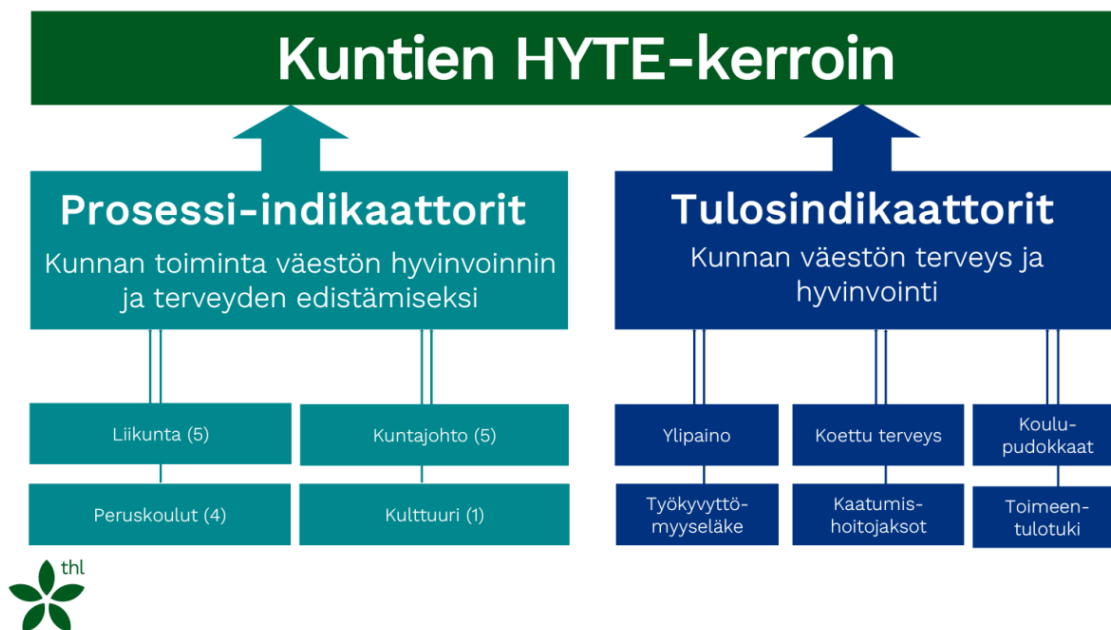 Kuntien HYTE-kerroin
Prosessi-indikaattorit
Kunnan toiminta väestön hyvinvoinnin
ja terveyden edistämiseksi
Liikunta (5)
Kuntajohto (5)
Peruskoulut (4)
Kulttuuri (1)
Tulosindikaattorit
Kunnan väestön terveys ja
hyvinvointi
Ylipaino
Koettu terveys
Koulu-
pudokkaat
Työkyvyttö-
myyseläke
Kaatumis-
hoitojaksot
Toimeen-
tulotuki
thl